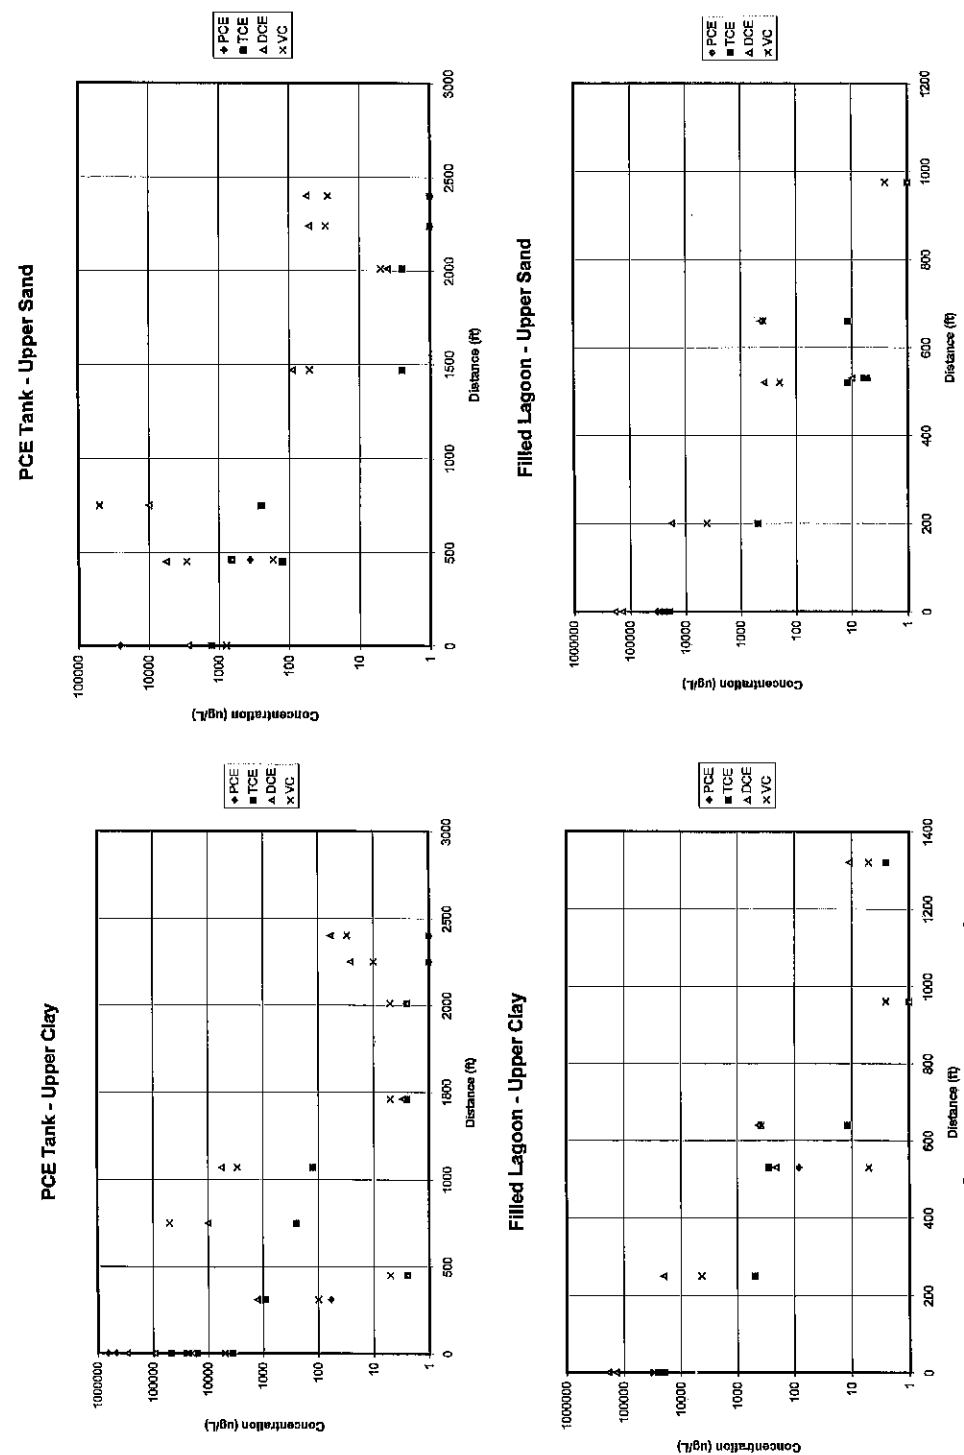 PCE Tank - Upper Clay
Concentration (ug/L)
1000000
100000
10000
1000
100
10
1
0
500
1000
1500
2000
2500
3000
Distance (ft)
PCE
TCE
DCE
VC
PCE Tank - Upper Sand
Concentration (ug/L)
100000
10000
1000
100
10
1
0
500
1000
1500
2000
2500
3000
Distance (ft)
PCE
TCE
DCE
VC
Filled Lagoon - Upper Clay
Concentration (ug/L)
1000000
100000
10000
1000
100
10
1
0
200
400
600
800
1000
1200
1400
Distance (ft)
PCE
TCE
DCE
VC
Filled Lagoon - Upper Sand
Concentration (ug/L)
1000000
100000
10000
1000
100
10
1
0
200
400
600
800
1000
1200
Distance (ft)
PCE
TCE
DCE
VC